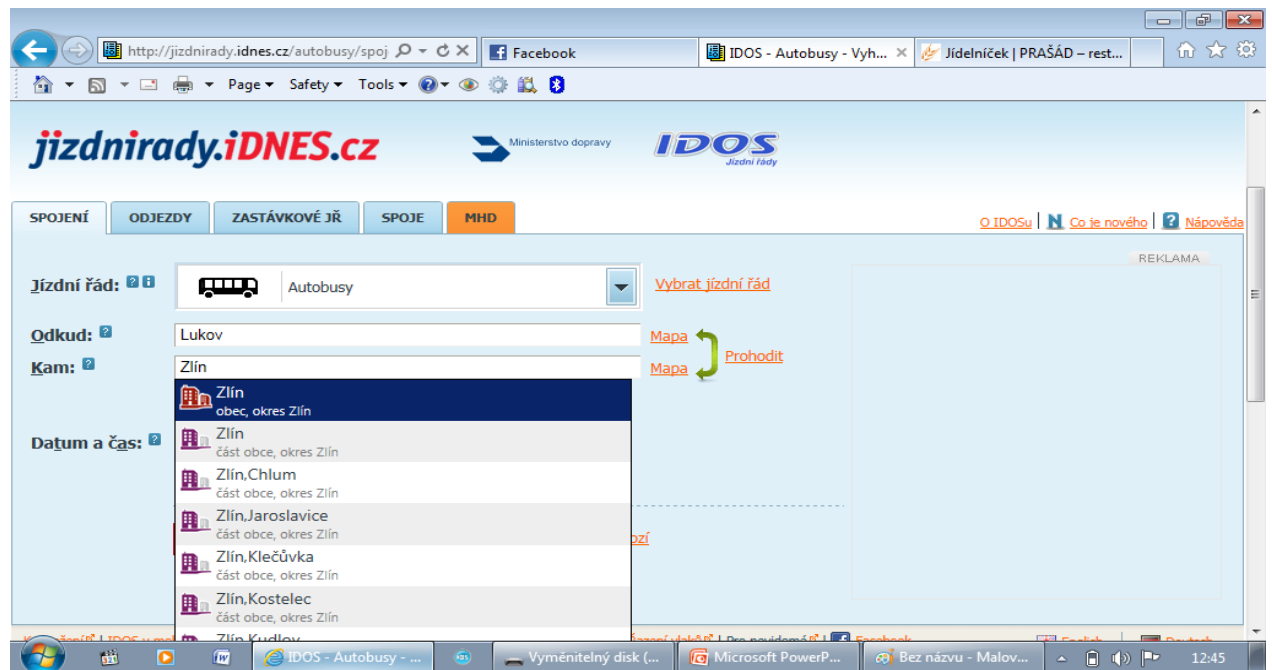 http://jizdnirady.idnes.cz/autobusy/spoj
Facebook
IDOS - Autobusy - Vyh...
Jídelníček | PRAŠÁD – rest...
Page Safety Tools
jizdnirady.iDNES.cz
Ministerstvo dopravy
IDOS
Jízdní řády
SPOJENÍ ODJEZDY ZASTÁVKOVÉ JŘ SPOJE MHD
O IDOSu | Co je nového | Nápověda
REKLAMA
Jízdní řád: Autobusy Vybrat jízdní řád
Odkud: Lukov Mapa
Prohodit
Kam: Zlín Mapa
Zlín
obec, okres Zlín
Datum a čas:
Zlín
část obce, okres Zlín
Zlín,Chlum
část obce, okres Zlín
Zlín,Jaroslavice
část obce, okres Zlín
Zlín,Klečůvka
část obce, okres Zlín
Zlín,Kostelec
část obce, okres Zlín
Zlín,Kudlov
Facebook
English | Deutsch
IDOS - Autobusy - ...
Vyměnitelný disk (...
Microsoft PowerP...
Bez názvu - Malov...
12:45